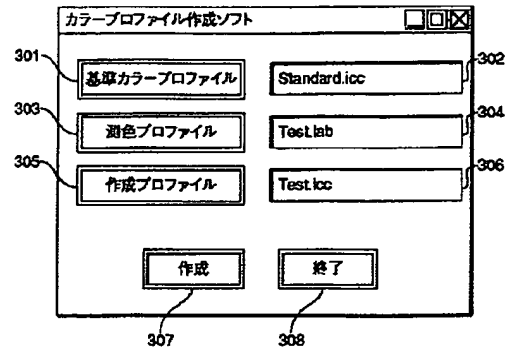 カラープロファイル作成ソフト
301 基準カラープロファイル Standard.icc 302
303 測色プロファイル Test.lab 304
305 作成プロファイル Test.icc 306
作成 終了
307 308